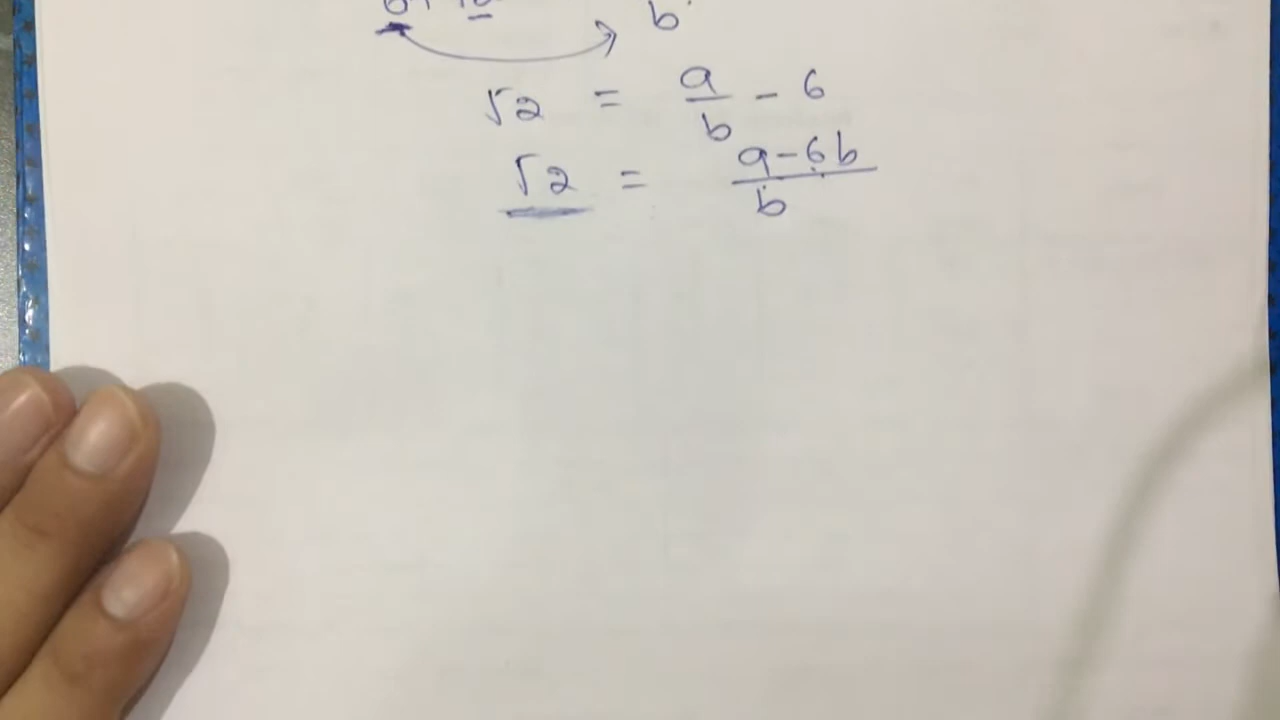 b
√2 = a/b - 6
√2 = a-6b/b